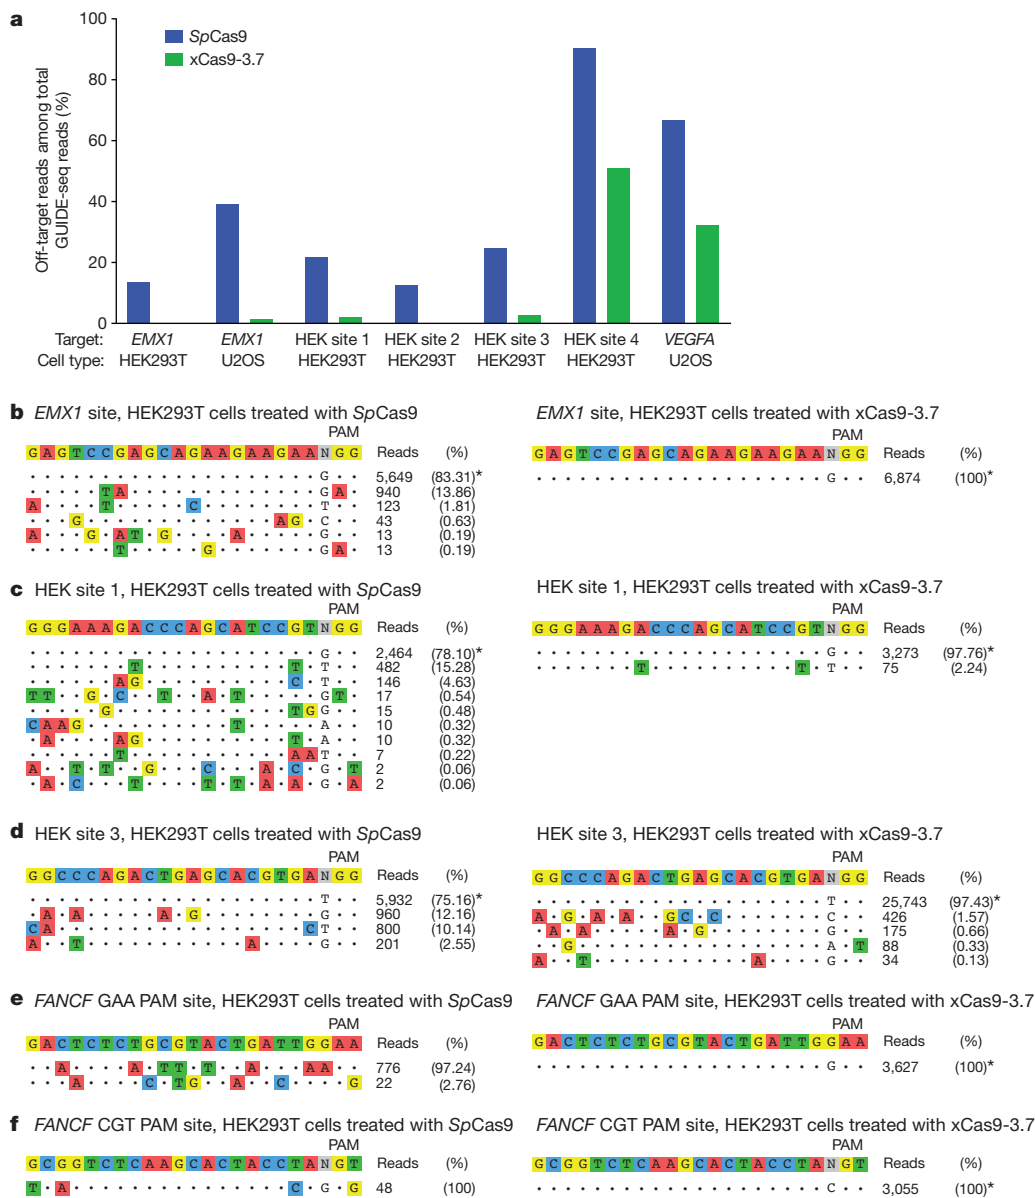 a
100
80
60
40
20
0
Off-target reads among total GUIDE-seq reads (%)
SpCas9
xCas9-3.7
Target: EMX1 EMX1 HEK site 1 HEK site 2 HEK site 3 HEK site 4 VEGFA
Cell type: HEK293T U2OS HEK293T HEK293T HEK293T HEK293T U2OS
b EMX1 site, HEK293T cells treated with SpCas9
PAM
G A G T C C G A G C A G A A G A A G A A N G G Reads (%)
· · · · · · · · · · · · · · · · · · · · G · · 5,649 (83.31)*
· · · · · T A · · · · · · · · · · · · · G A · 940 (13.86)
A · · · · T · · · · · C · · · · · · · · T · · 123 (1.81)
· · · G · · · · · · · · · · · · · A G · C · · 43 (0.63)
A · · · G · A T · G · · · · A · · · · · G · · 13 (0.19)
· · · · · · T · · · · · G · · · · · · · G A · 13 (0.19)
EMX1 site, HEK293T cells treated with xCas9-3.7
PAM
G A G T C C G A G C A G A A G A A G A A N G G Reads (%)
· · · · · · · · · · · · · · · · · · · · G · · 6,874 (100)*
c HEK site 1, HEK293T cells treated with SpCas9
PAM
G G G A A A G A C C C A G C A T C C G T N G G Reads (%)
· · · · · · · · · · · · · · · · · · · · G · · 2,464 (78.10)*
· · · · · · · T · · · · · · · · · · T · T · · 482 (15.28)
· · · · · · A G · · · · · · · · · · C · T · · 146 (4.63)
T T · · G · C · · T · · A · T · · · · · G T · 17 (0.54)
· · · · · G · · · · · · · · · · · · T G G · · 15 (0.48)
C A A G · · · · · · · · · · T · · · · · A · · 10 (0.32)
· A · · · · A G · · · · · · · · · · T · A · · 10 (0.32)
· · · · · · T · · · · · · · · · · · A A T · · 7 (0.22)
A · · T · T · · G · · · C · · · A · C · G · T 2 (0.06)
· A · C · · · T · · · · T · T · A · A · G · A 2 (0.06)
HEK site 1, HEK293T cells treated with xCas9-3.7
PAM
G G G A A A G A C C C A G C A T C C G T N G G Reads (%)
· · · · · · · · · · · · · · · · · · · · G · · 3,273 (97.76)*
· · · · · · · T · · · · · · · · · · T · T · · 75 (2.24)
d HEK site 3, HEK293T cells treated with SpCas9
PAM
G G C C C A G A C T G A G C A C G T G A N G G Reads (%)
· · · · · · · · · · · · · · · · · · · · T · · 5,932 (75.16)*
· A · A · · · · · A · G · · · · · · · · G · · 960 (12.16)
C A · · · · · · · · · · · · · · · · · C T · · 800 (10.14)
A · · T · · · · · · · · · · · A · · · · G · · 201 (2.55)
HEK site 3, HEK293T cells treated with xCas9-3.7
PAM
G G C C C A G A C T G A G C A C G T G A N G G Reads (%)
· · · · · · · · · · · · · · · · · · · · T · · 25,743 (97.43)*
A · G · A · A · · G C · C · · · · · · · C · · 426 (1.57)
· A · A · · · · · A · G · · · · · · · · G · · 175 (0.66)
· · G · · · · · · · · · · · · · · · · · A · T 88 (0.33)
A · · T · · · · · · · · · · · A · · · · G · · 34 (0.13)
e FANCF GAA PAM site, HEK293T cells treated with SpCas9
PAM
G A C T C T C T G C G T A C T G A T T G G A A Reads (%)
· · A · · · · A · T T · T · · A · · · A A · · 776 (97.24)
· · · A · · · · C · T G · · A · · C · · · · G 22 (2.76)
FANCF GAA PAM site, HEK293T cells treated with xCas9-3.7
PAM
G A C T C T C T G C G T A C T G A T T G G A A Reads (%)
· · · · · · · · · · · · · · · · · · · · G · · 3,627 (100)*
f FANCF CGT PAM site, HEK293T cells treated with SpCas9
PAM
G C G G T C T C A A G C A C T A C C T A N G T Reads (%)
T · A · · · · · · · · · · · · · · · C · G · G 48 (100)
FANCF CGT PAM site, HEK293T cells treated with xCas9-3.7
PAM
G C G G T C T C A A G C A C T A C C T A N G T Reads (%)
· · · · · · · · · · · · · · · · · · · · C · · 3,055 (100)*